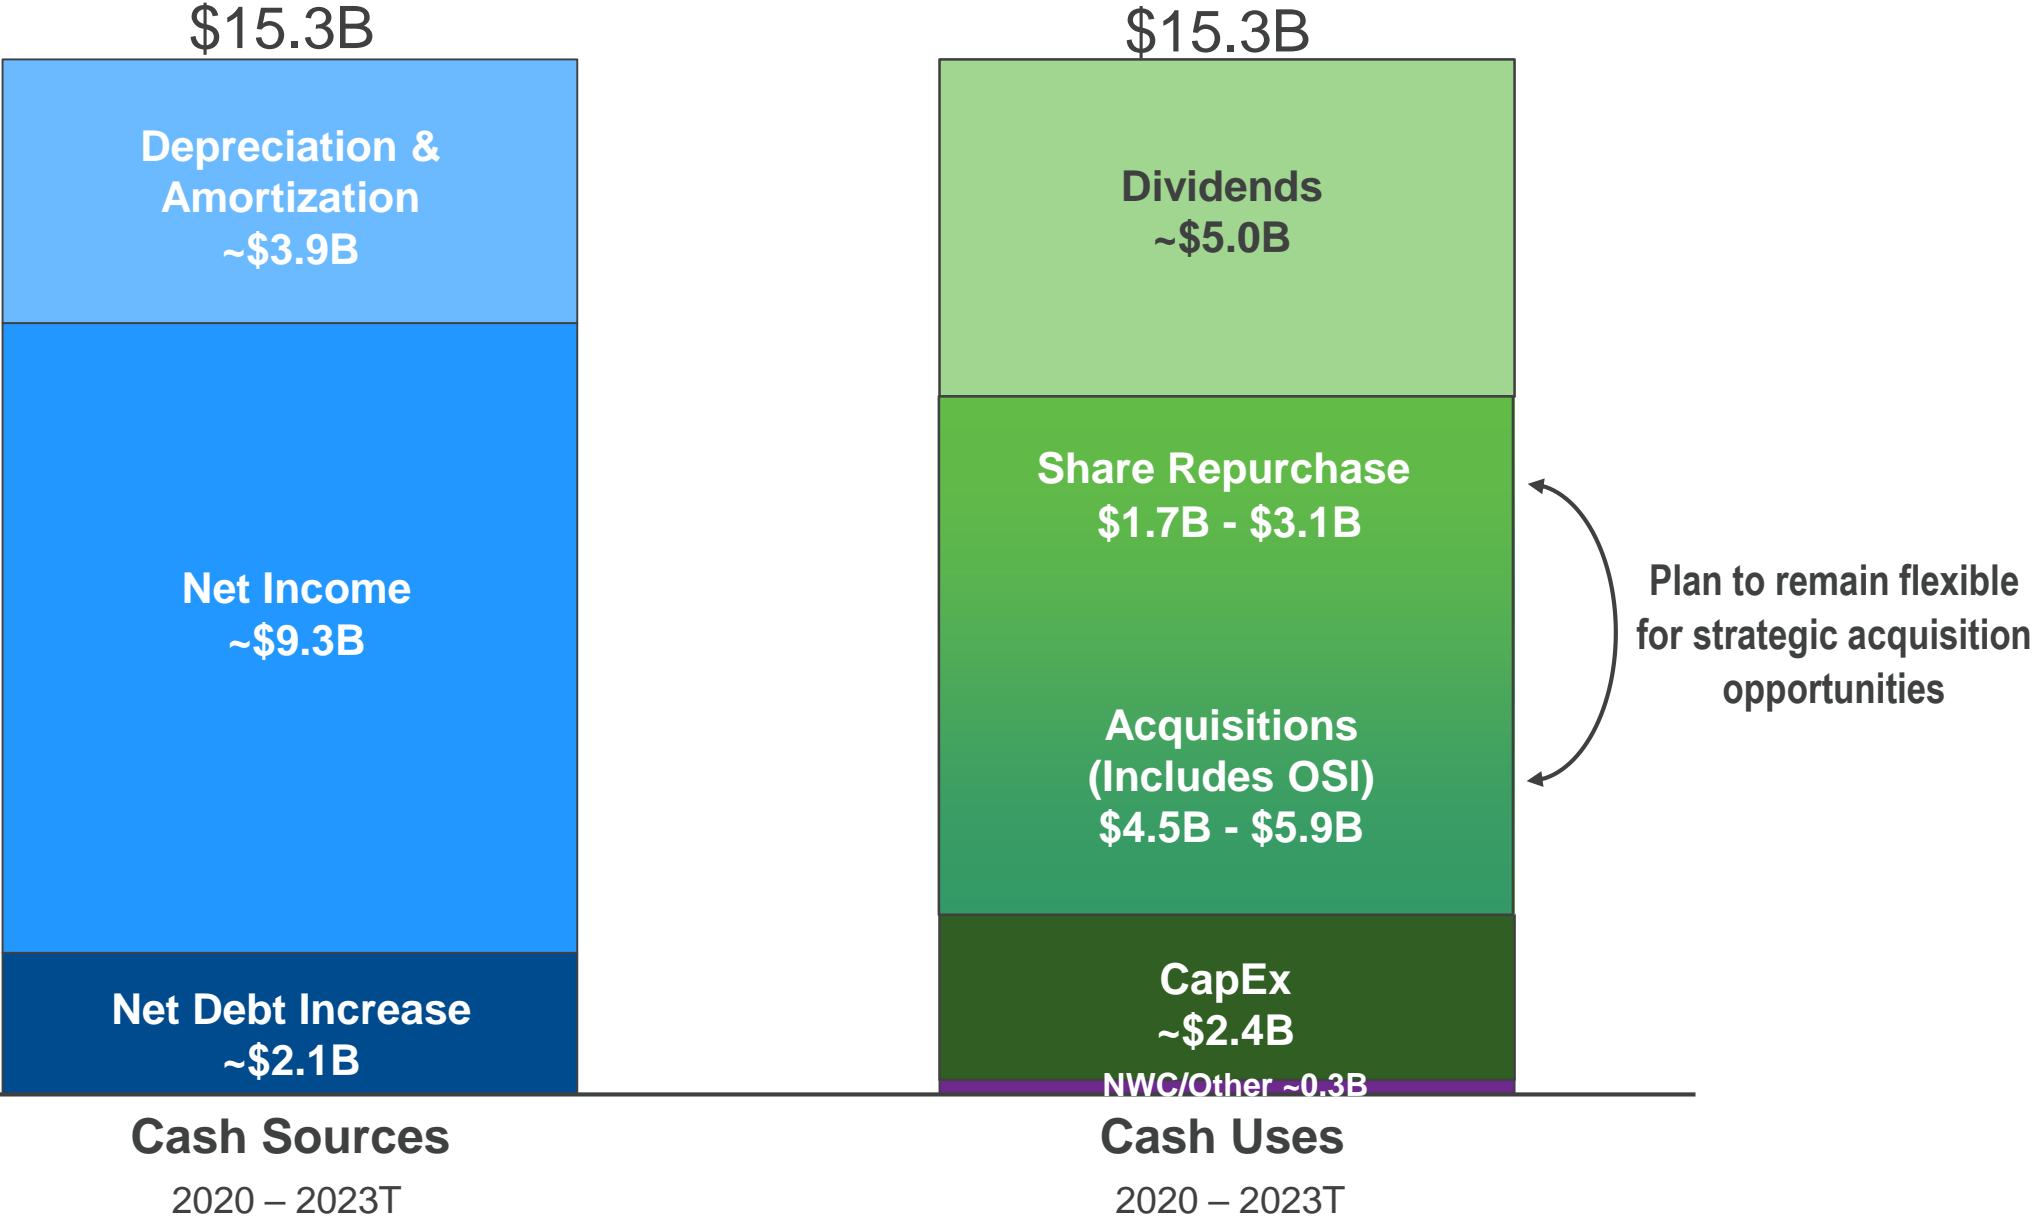 $15.3B
Depreciation &
Amortization
~$3.9B
Net Income
~$9.3B
Net Debt Increase
~$2.1B
Cash Sources
2020 – 2023T
$15.3B
Dividends
~$5.0B
Share Repurchase
$1.7B - $3.1B
Acquisitions
(Includes OSI)
$4.5B - $5.9B
CapEx
~$2.4B
NWC/Other ~0.3B
Cash Uses
2020 – 2023T
Plan to remain flexible
for strategic acquisition
opportunities